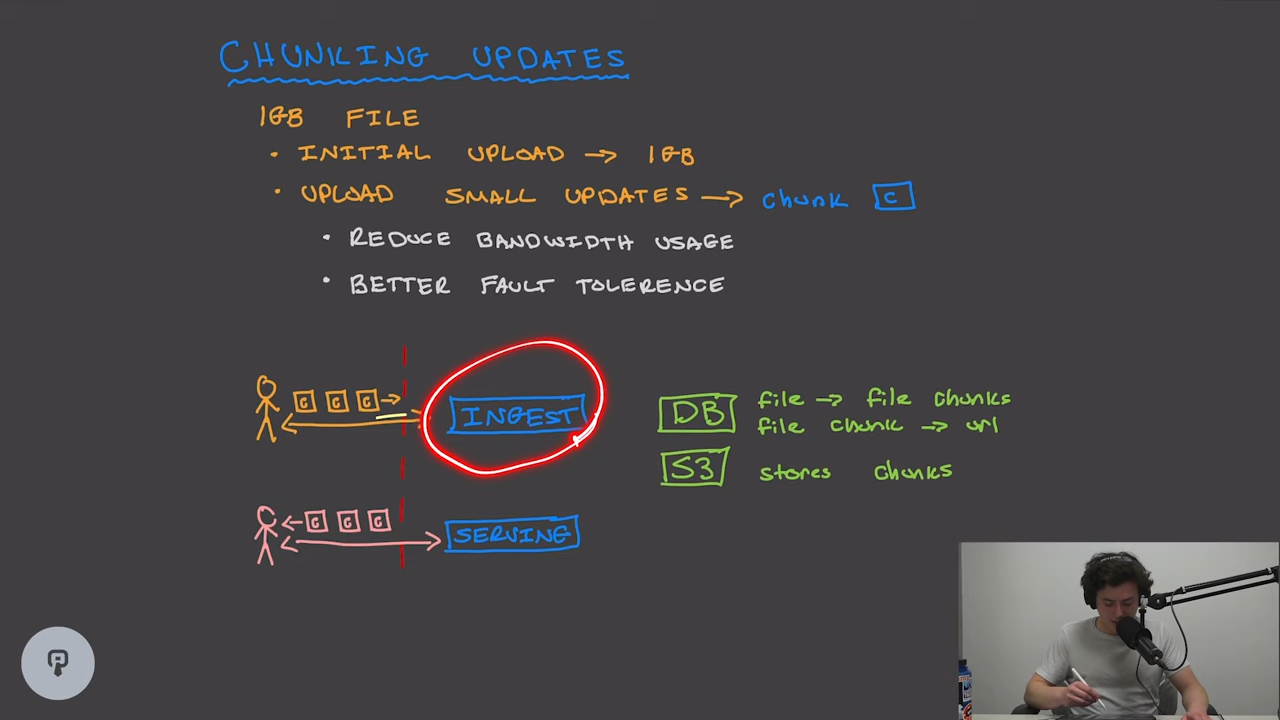 CHUNKING UPDATES
1GB FILE
• INITIAL UPLOAD → 1GB
• UPLOAD SMALL UPDATES → chunk C
• REDUCE BANDWIDTH USAGE
• BETTER FAULT TOLERENCE
C C C → INGEST
DB file → file chunks
file chunk → url
S3 stores chunks
← C C C
SERVING